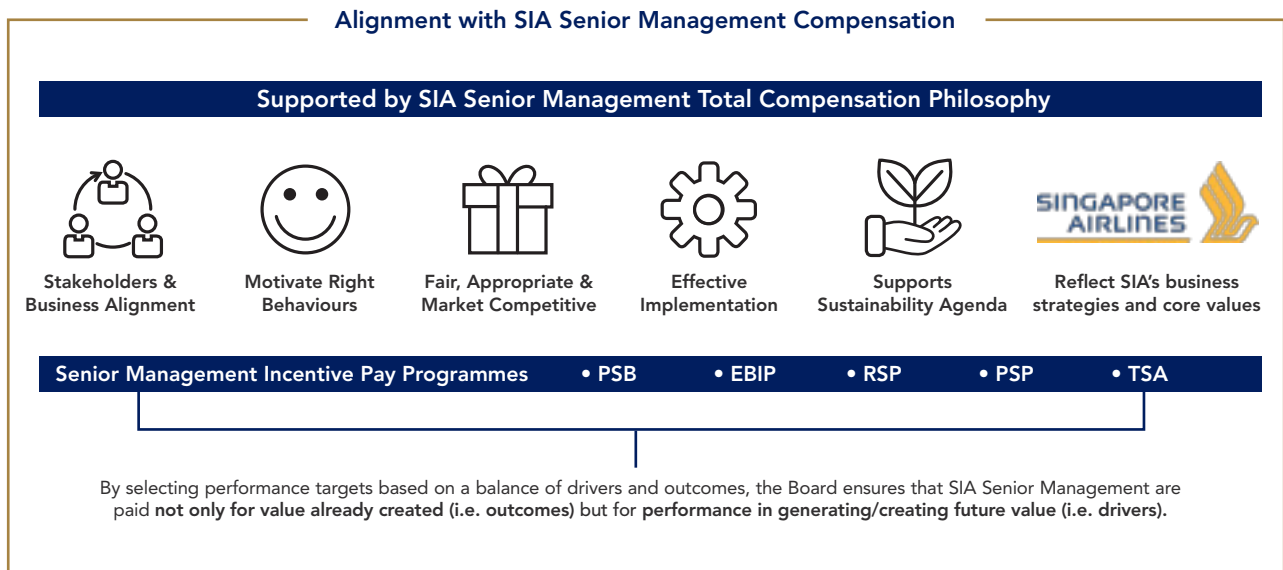 Alignment with SIA Senior Management Compensation
Supported by SIA Senior Management Total Compensation Philosophy
Stakeholders &
Business Alignment
Motivate Right
Behaviours
Fair, Appropriate &
Market Competitive
Effective
Implementation
Supports
Sustainability Agenda
SINGAPORE
AIRLINES
Reflect SIA's business
strategies and core values
Senior Management Incentive Pay Programmes • PSB • EBIP • RSP • PSP • TSA
By selecting performance targets based on a balance of drivers and outcomes, the Board ensures that SIA Senior Management are
paid not only for value already created (i.e. outcomes) but for performance in generating/creating future value (i.e. drivers).